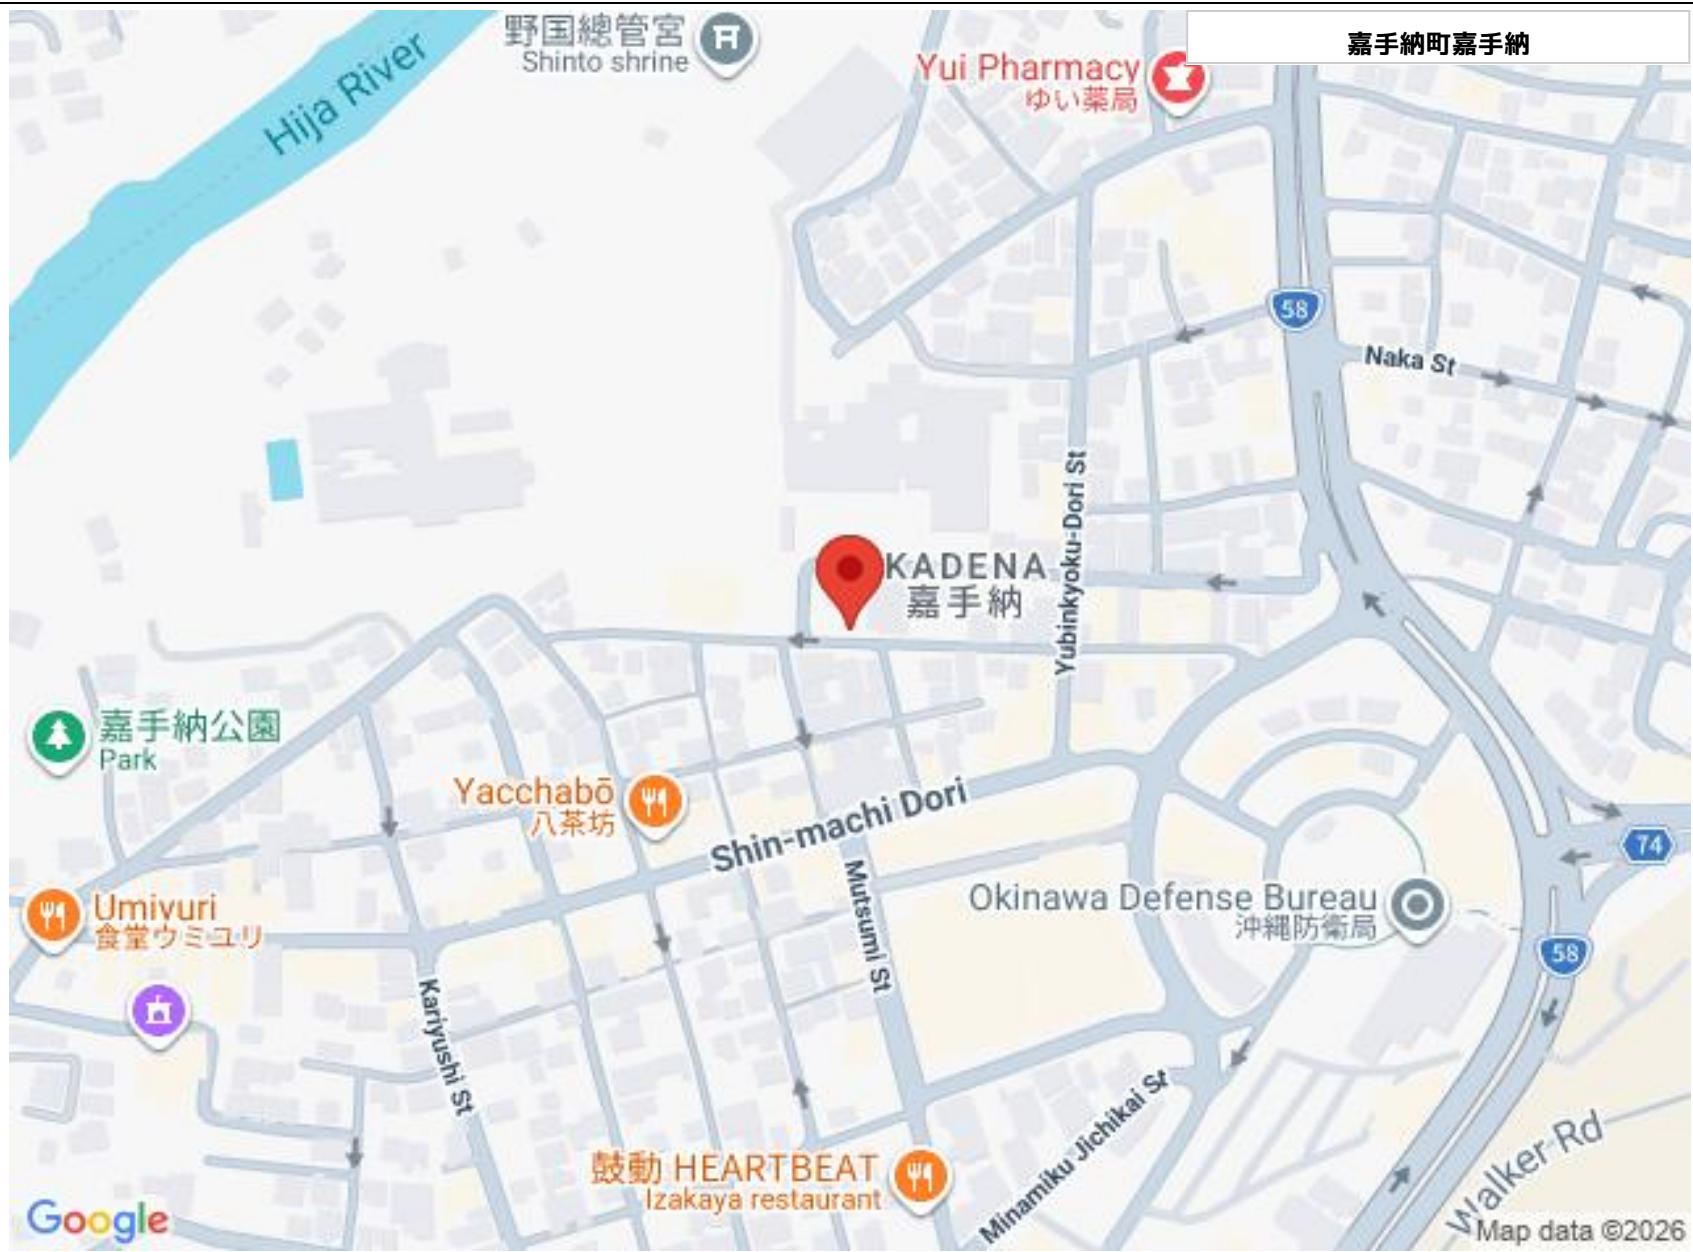 野国總管宮
Shinto shrine
嘉手納町嘉手納
Yui Pharmacy
ゆい薬局
Hija River
58
Naka St
Yubinkyoku-Dori St
KADENA
嘉手納
嘉手納公園
Park
Yacchabō
八茶坊
Shin-machi Dori
74
Mutsumi St
Okinawa Defense Bureau
沖縄防衛局
Umiyuri
食堂ウミユリ
58
Kariyushi St
Minamiku Jichikai St
Walker Rd
鼓動 HEARTBEAT
Izakaya restaurant
Google
Map data ©2026